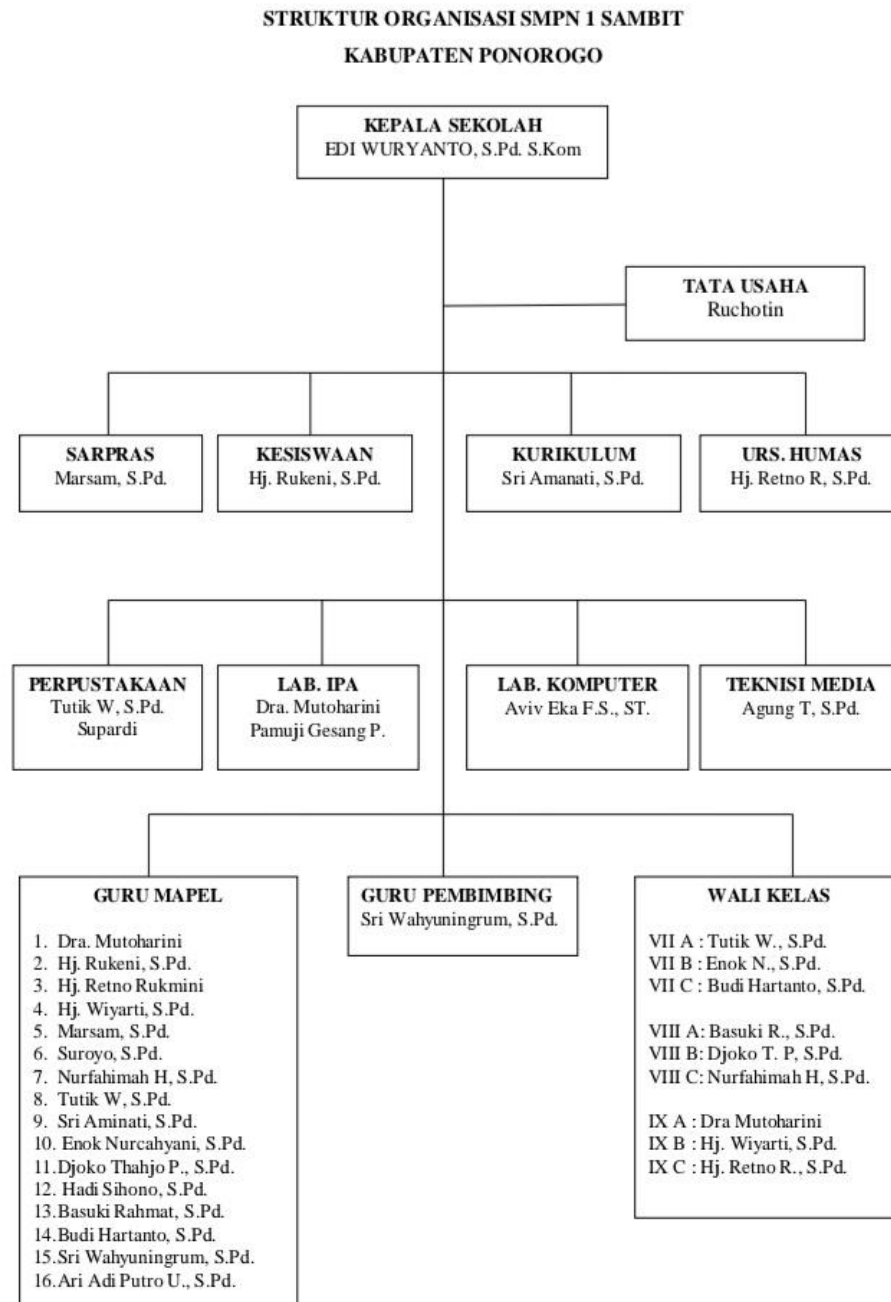 STRUKTUR ORGANISASI SMPN 1 SAMBIT
KABUPATEN PONOROGO
KEPALA SEKOLAH
EDI WURYANTO, S.Pd. S.Kom
TATA USAHA
Ruchotin
SARPRAS
Marsam, S.Pd.
KESISWAAN
Hj. Rukeni, S.Pd.
KURIKULUM
Sri Amanati, S.Pd.
URS. HUMAS
Hj. Retno R, S.Pd.
PERPUSTAKAAN
Tutik W, S.Pd.
Supardi
LAB. IPA
Dra. Mutoharini
Pamuji Gesang P.
LAB. KOMPUTER
Aviv Eka F.S., ST.
TEKNISI MEDIA
Agung T, S.Pd.
GURU MAPEL
1. Dra. Mutoharini
2. Hj. Rukeni, S.Pd.
3. Hj. Retno Rukmini
4. Hj. Wiyarti, S.Pd.
5. Marsam, S.Pd.
6. Suroyo, S.Pd.
7. Nurfahimah H, S.Pd.
8. Tutik W, S.Pd.
9. Sri Aminati, S.Pd.
10. Enok Nurcahyani, S.Pd.
11.Djoko Thahjo P., S.Pd.
12. Hadi Sihono, S.Pd.
13.Basuki Rahmat, S.Pd.
14.Budi Hartanto, S.Pd.
15.Sri Wahyuningrum, S.Pd.
16.Ari Adi Putro U., S.Pd.
GURU PEMBIMBING
Sri Wahyuningrum, S.Pd.
WALI KELAS
VII A : Tutik W., S.Pd.
VII B : Enok N., S.Pd.
VII C : Budi Hartanto, S.Pd.
VIII A: Basuki R., S.Pd.
VIII B: Djoko T. P, S.Pd.
VIII C: Nurfahimah H, S.Pd.
IX A : Dra Mutoharini
IX B : Hj. Wiyarti, S.Pd.
IX C : Hj. Retno R., S.Pd.